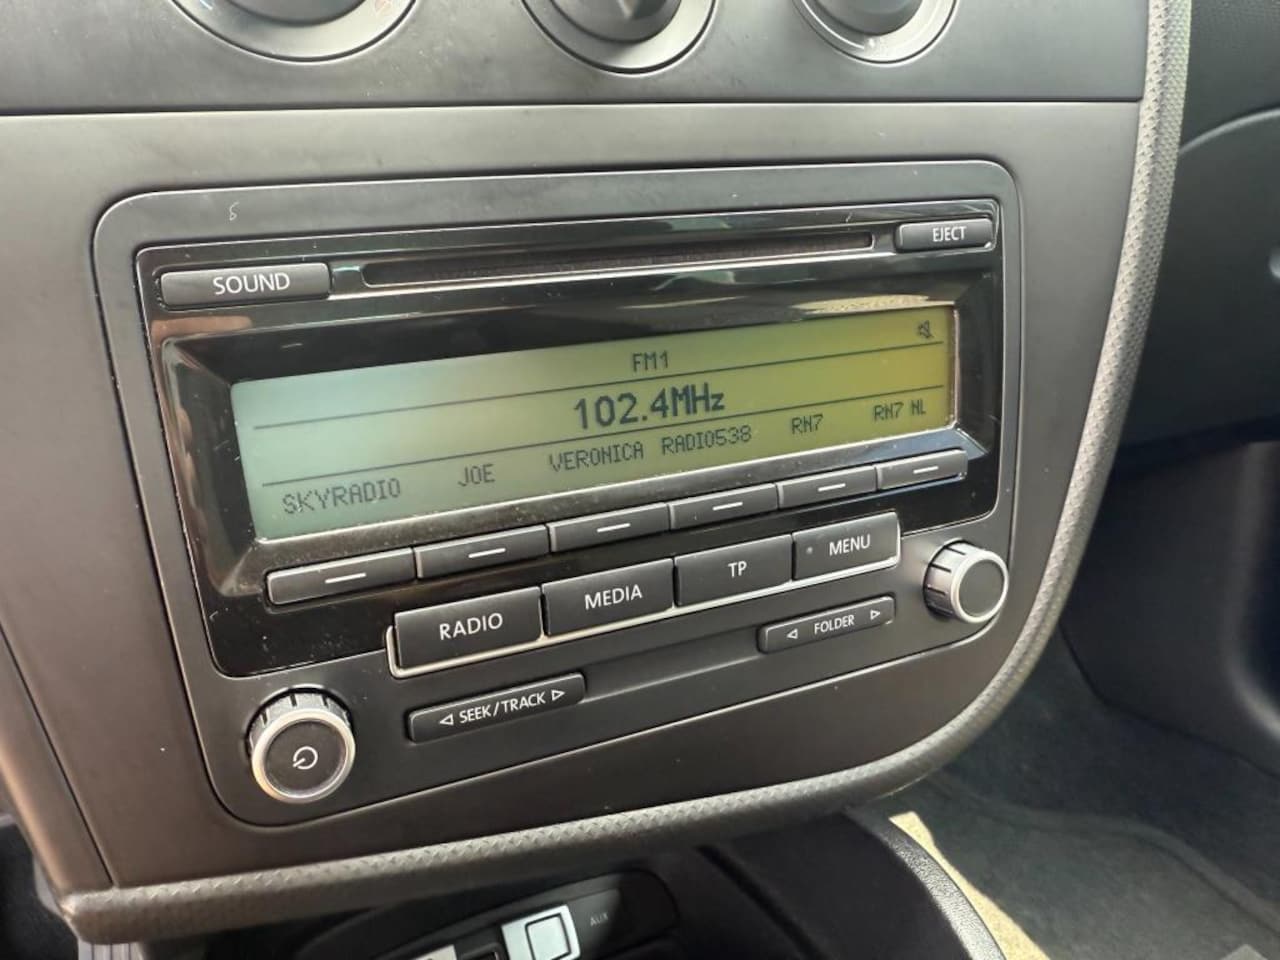 EJECT
SOUND
FM1
102.4MHz
SKYRADIO JOE VERONICA RADIO538 RN7 RN7 NL
RADIO MEDIA TP MENU
FOLDER
SEEK/TRACK
AUX